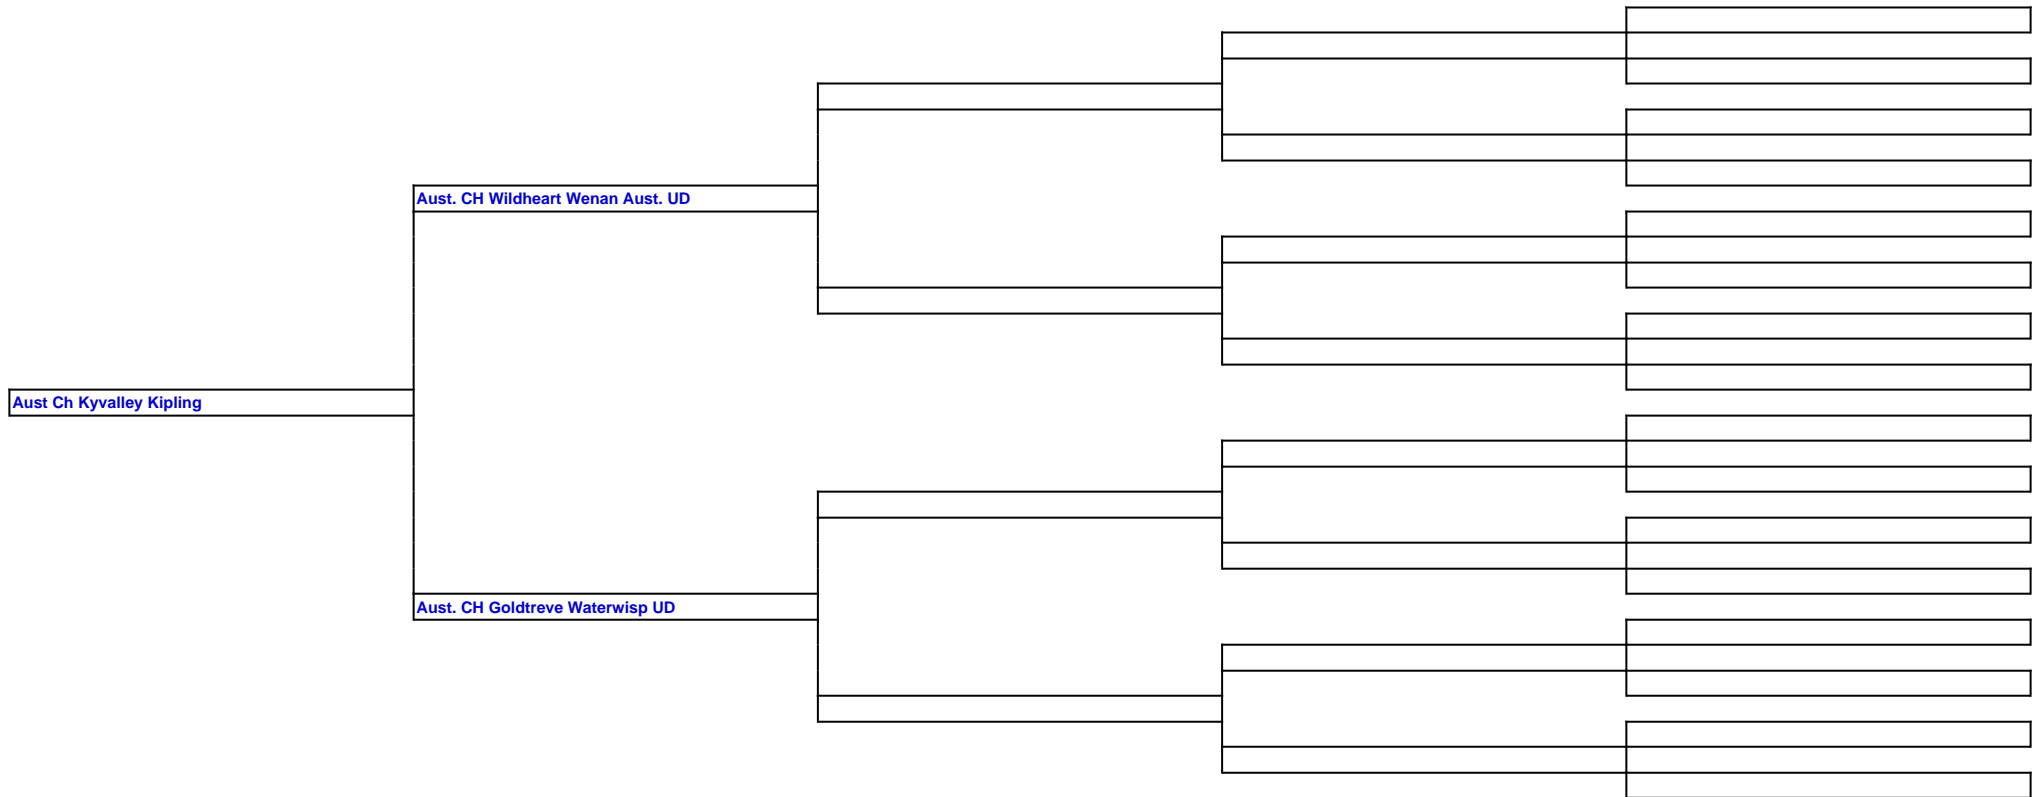 Aust. CH Wildheart Wenan Aust. UD
Aust Ch Kyvalley Kipling
Aust. CH Goldtreve Waterwisp UD